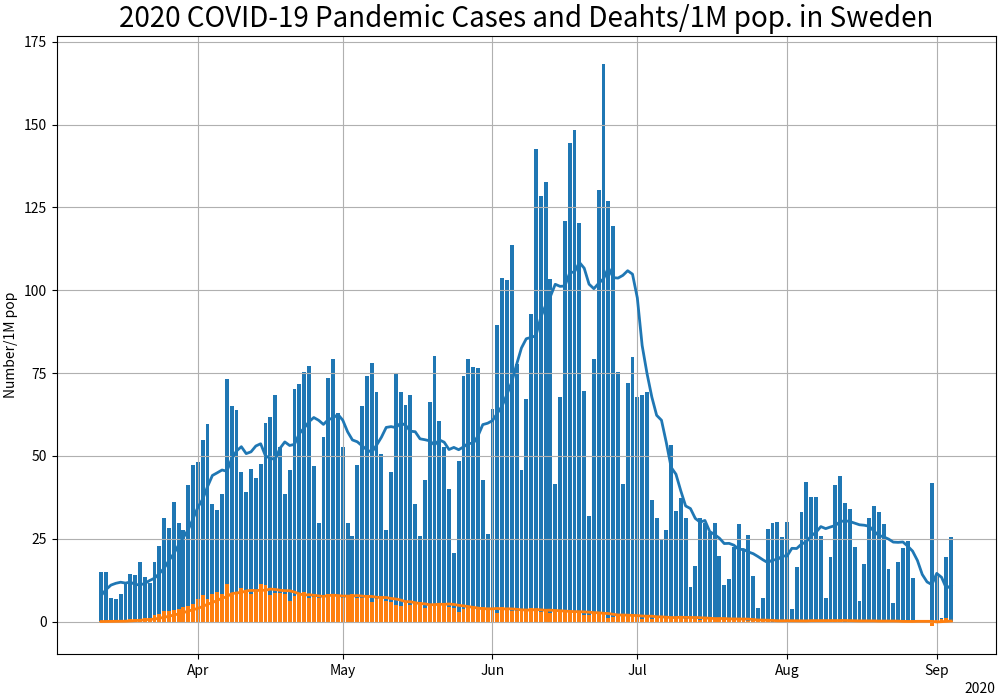 2020 COVID-19 Pandemic Cases and Deahts/1M pop. in Sweden
175
150
125
100
75
50
25
0
Number/1M pop
Apr
May
Jun
Jul
Aug
Sep
2020